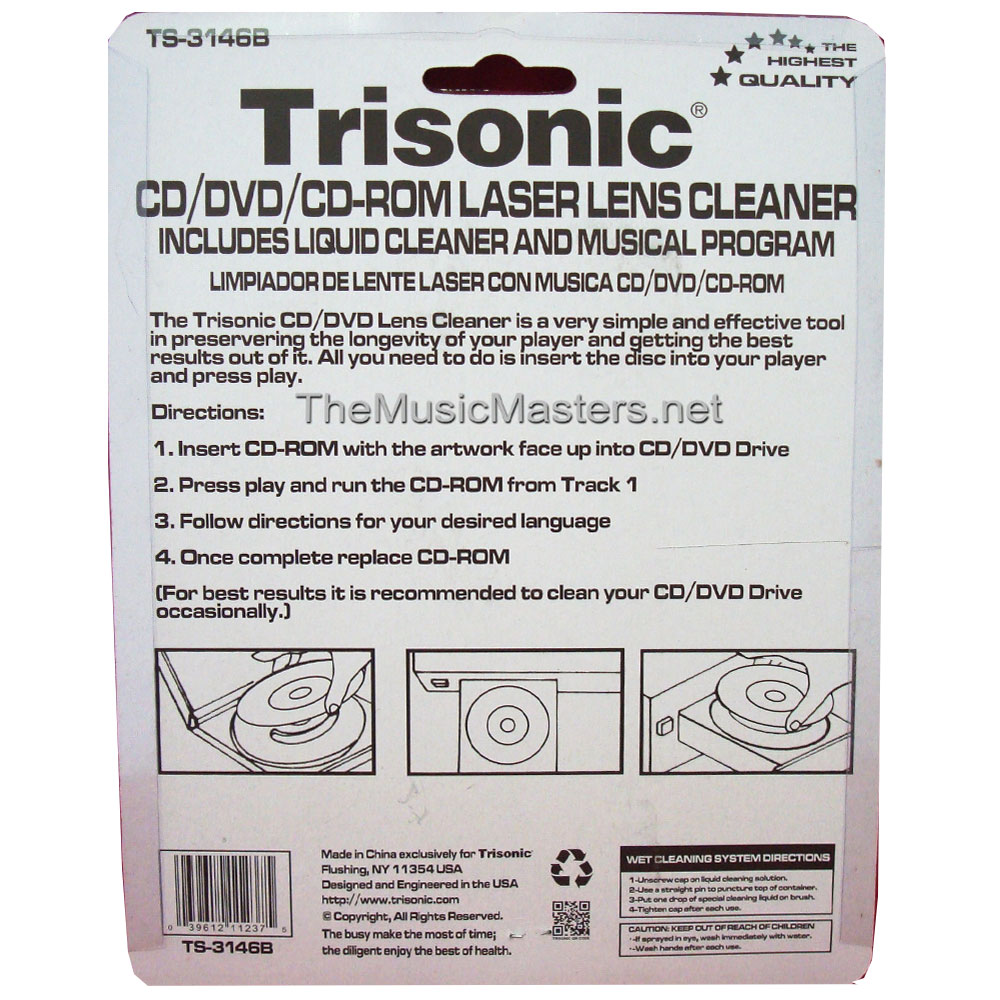 TS-3146B
THE
HIGHEST
QUALITY
Trisonic®
CD/DVD/CD-ROM LASER LENS CLEANER
INCLUDES LIQUID CLEANER AND MUSICAL PROGRAM
LIMPIADOR DE LENTE LASER CON MUSICA CD/DVD/CD-ROM
The Trisonic CD/DVD Lens Cleaner is a very simple and effective tool
in preservering the longevity of your player and getting the best
results out of it. All you need to do is insert the disc into your player
and press play.
TheMusicMasters.net
Directions:
1. Insert CD-ROM with the artwork face up into CD/DVD Drive
2. Press play and run the CD-ROM from Track 1
3. Follow directions for your desired language
4. Once complete replace CD-ROM
(For best results it is recommended to clean your CD/DVD Drive
occasionally.)
0 39612 11237 5
TS-3146B
Made in China exclusively for Trisonic®
Flushing, NY 11354 USA
Designed and Engineered in the USA
http://www.trisonic.com
© Copyright, All Rights Reserved.
The busy make the most of time;
the diligent enjoy the best of health.
WET CLEANING SYSTEM DIRECTIONS
1-Unscrew cap on liquid cleaning solution.
2-Use a straight pin to puncture top of container.
3-Put one drop of special cleaning liquid on brush.
4-Tighten cap after each use.
CAUTION: KEEP OUT OF REACH OF CHILDREN
-If sprayed in eye, wash immediately with water.
-Wash hands after each use.